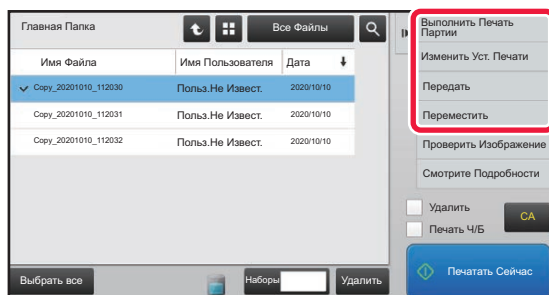 Главная Папка
Все Файлы
Имя Файла
Имя Пользователя
Дата
Copy_20201010_112030
Польз.Не Извест.
2020/10/10
Copy_20201010_112031
Польз.Не Извест.
2020/10/10
Copy_20201010_112032
Польз.Не Извест.
2020/10/10
Выбрать все
Наборы
Удалить
Выполнить Печать
Партии
Изменить Уст. Печати
Передать
Переместить
Проверить Изображение
Смотрите Подробности
Удалить
Печать Ч/Б
CA
Печатать Сейчас